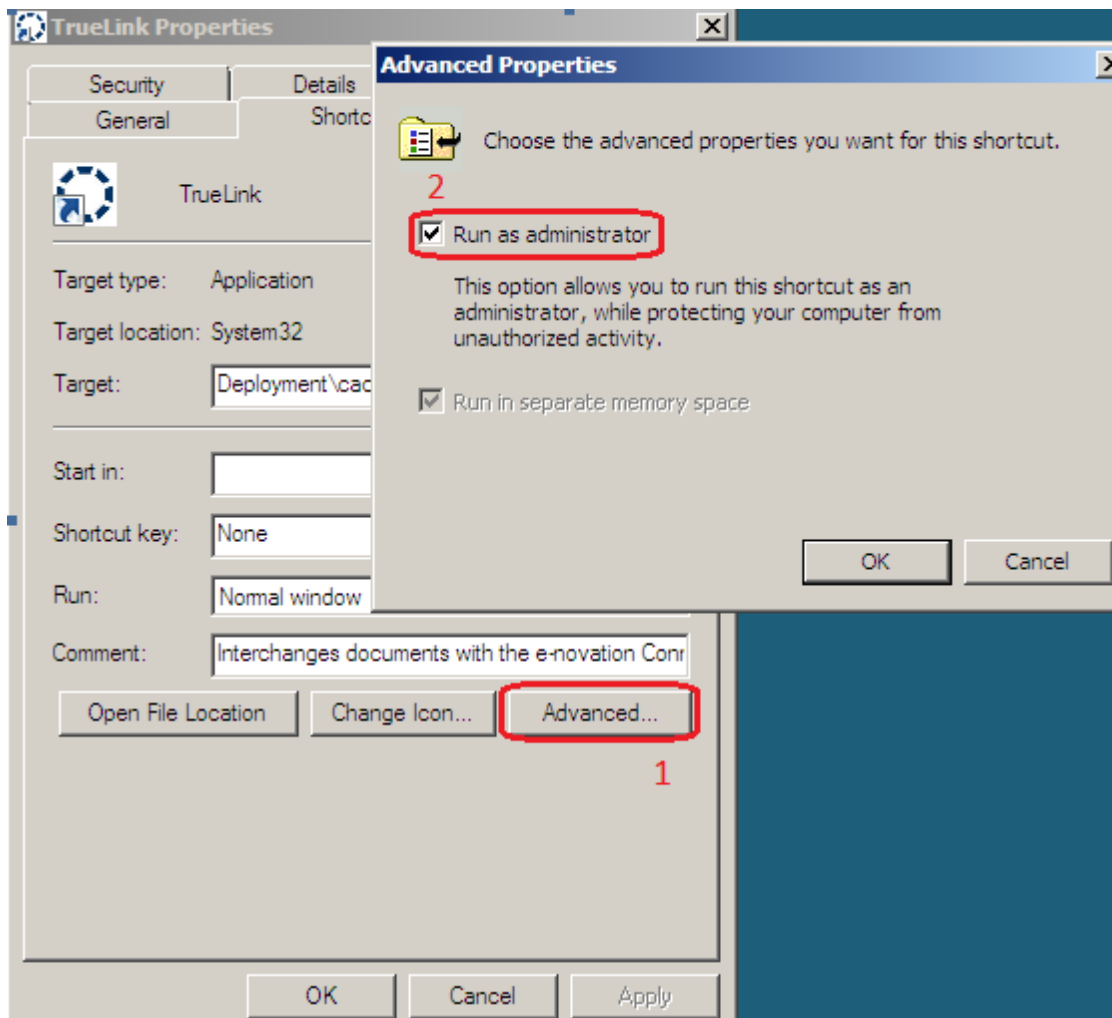 TrueLink Properties
Security
Details
General
Shortc
TrueLink
Target type: Application
Target location: System32
Target: Deployment\cac
Start in:
Shortcut key: None
Run: Normal window
Comment: Interchanges documents with the e-novation Conr
Open File Location
Change Icon...
Advanced...
1
OK
Cancel
Apply
Advanced Properties
Choose the advanced properties you want for this shortcut.
2
Run as administrator
This option allows you to run this shortcut as an
administrator, while protecting your computer from
unauthorized activity.
Run in separate memory space
OK
Cancel